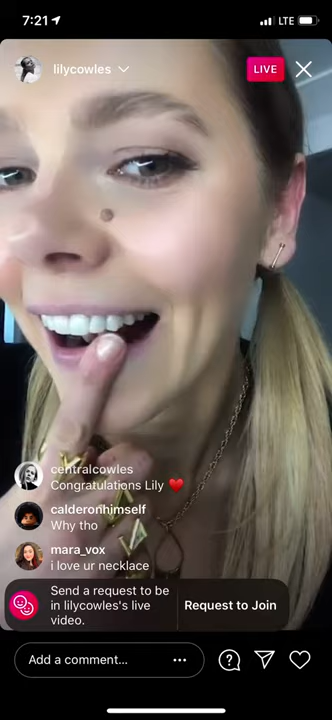 7:21
LTE
lilycowles
LIVE
centralcowles
Congratulations Lily ❤️
calderonhimself
Why tho
mara_vox
i love ur necklace
Send a request to be
in lilycowles's live
video.
Request to Join
Add a comment...